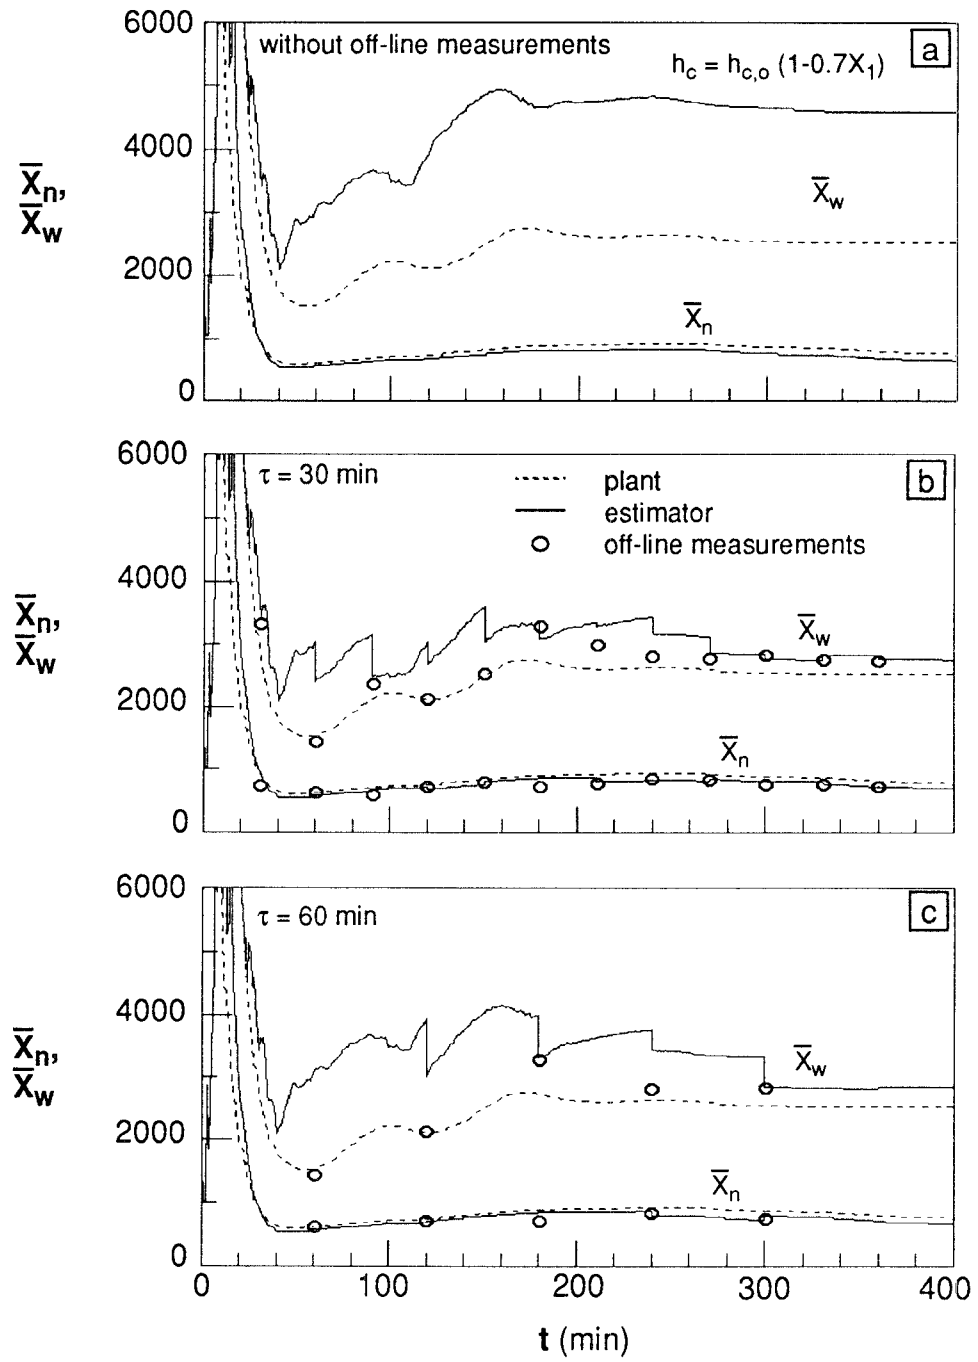 6000
without off-line measurements
a
h_c = h_c,o (1-0.7X_1)
4000
X̅_n,
X̅_w
X̅_w
2000
X̅_n
0
6000
τ = 30 min
b
plant
estimator
off-line measurements
4000
X̅_n,
X̅_w
X̅_w
2000
X̅_n
0
6000
τ = 60 min
c
4000
X̅_n,
X̅_w
X̅_w
2000
X̅_n
0
0 100 200 300 400
t (min)